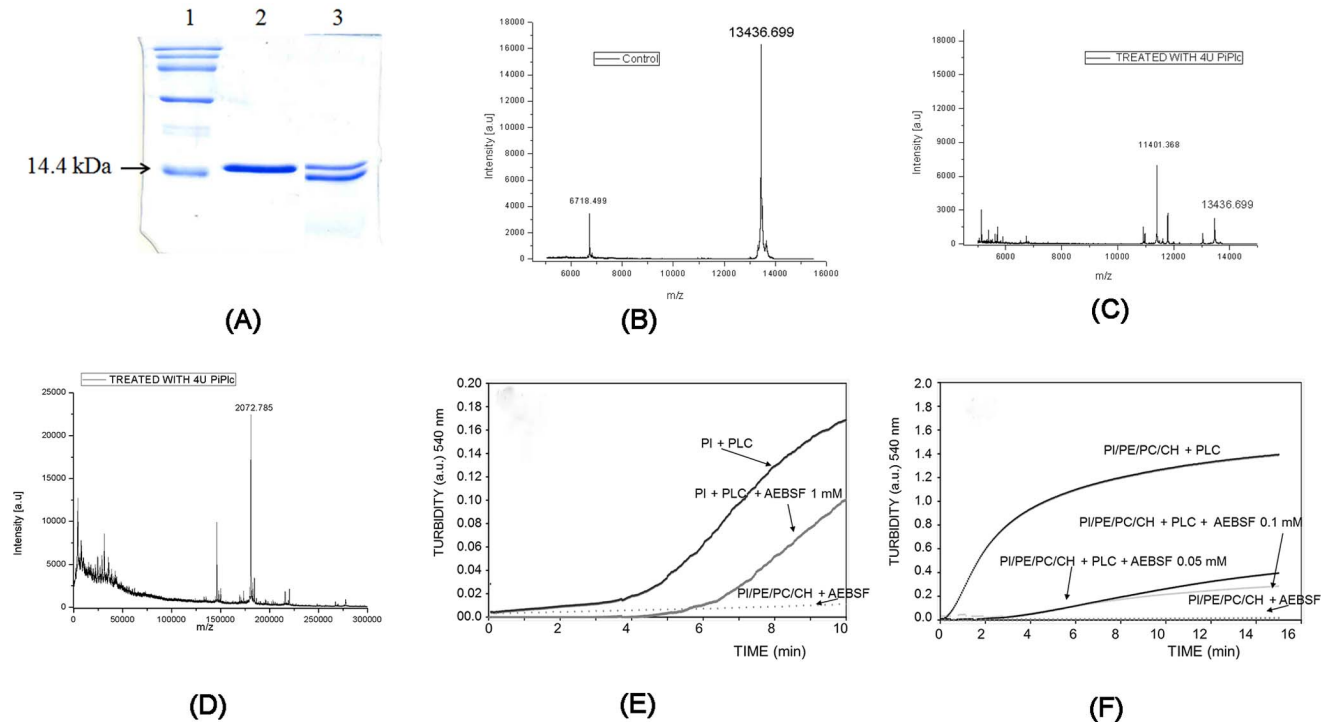 1 2 3
14.4 kDa
(A)
18000
16000
14000
12000
10000
8000
6000
4000
2000
0
Intensity [a.u]
Control
13436.699
6718.499
6000 8000 10000 12000 14000 16000
m/z
(B)
18000
15000
12000
9000
6000
3000
0
Intensity [a.u]
TREATED WITH 4U PiPlc
11401.368
13436.699
6000 8000 10000 12000 14000
m/z
(C)
TREATED WITH 4U PiPlc
25000
20000
15000
10000
5000
0
Intensity [a.u]
2072.785
0 50000 100000 150000 200000 250000 300000
m/z
(D)
0.20
0.18
0.16
0.14
0.12
0.10
0.08
0.06
0.04
0.02
0.00
TURBIDITY (a.u.) 540 nm
PI + PLC
PI + PLC + AEBSF 1 mM
PI/PE/PC/CH + AEBSF
0 2 4 6 8 10
TIME (min)
(E)
2.0
1.8
1.6
1.4
1.2
1.0
0.8
0.6
0.4
0.2
0.0
TURBIDITY (a.u.) 540 nm
PI/PE/PC/CH + PLC
PI/PE/PC/CH + PLC + AEBSF 0.1 mM
PI/PE/PC/CH + PLC + AEBSF 0.05 mM
PI/PE/PC/CH + AEBSF
0 2 4 6 8 10 12 14 16
TIME (min)
(F)